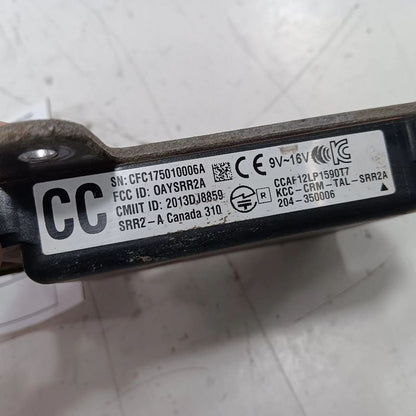 CC
SN: CFC175010006A
FCC ID: OAYSRR2A
CMIIT ID: 2013DJ8859
SRR2-A Canada 310
CE 9V~16V
R
CCAF12LP1590T7
KCC-CRM-TAL-SRR2A
204-350006